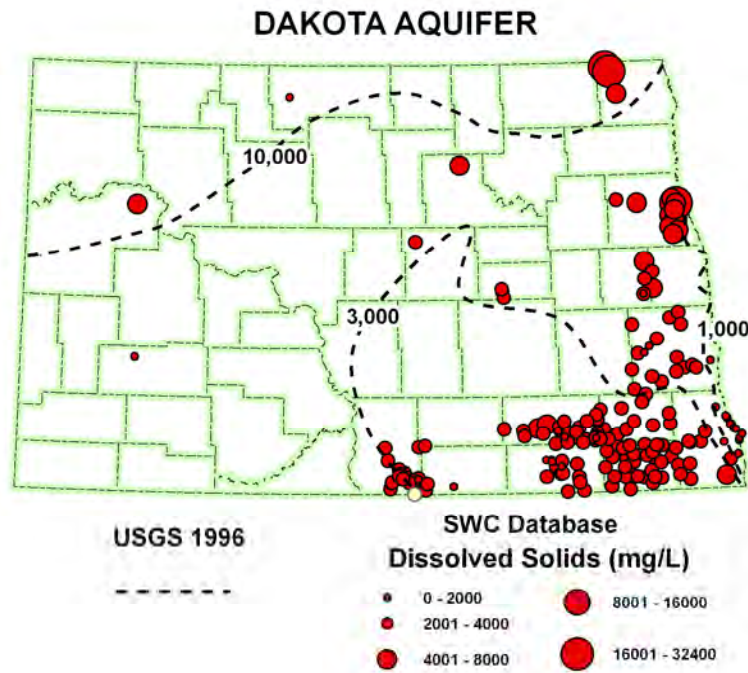 DAKOTA AQUIFER
10,000
3,000
1,000
USGS 1996
SWC Database
Dissolved Solids (mg/L)
0 - 2000
8001 - 16000
2001 - 4000
4001 - 8000
16001 - 32400